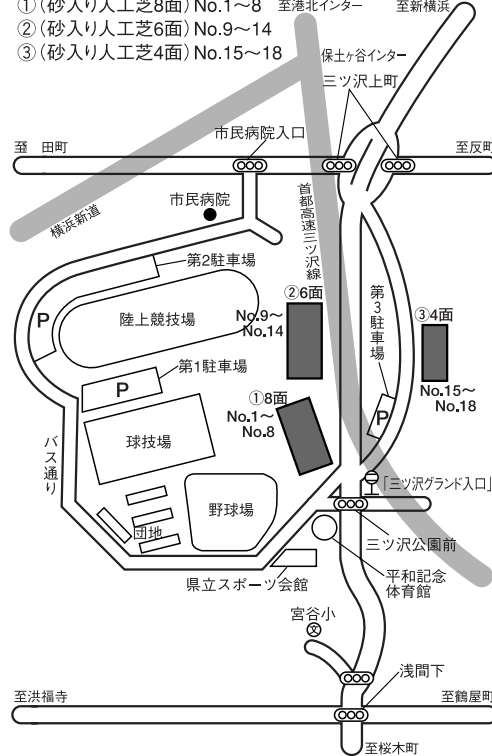 ①(砂入り人工芝8面)No.1～8
②(砂入り人工芝6面)No.9～14
③(砂入り人工芝4面)No.15～18
至港北インター
至新横浜
保土ヶ谷インター
三ツ沢上町
市民病院入口
田町
至反町
市民病院
横浜新道
首都高速三ツ沢線
第2駐車場
P
陸上競技場
②6面
No.9～
No.14
第3駐車場
③4面
No.15～
No.18
第1駐車場
P
P
①8面
No.1～
No.8
球技場
バス通り
野球場
団地
「三ツ沢グランド入口」
三ツ沢公園前
平和記念
体育館
県立スポーツ会館
宮谷小
文
浅間下
至洪福寺
至鶴屋町
至桜木町